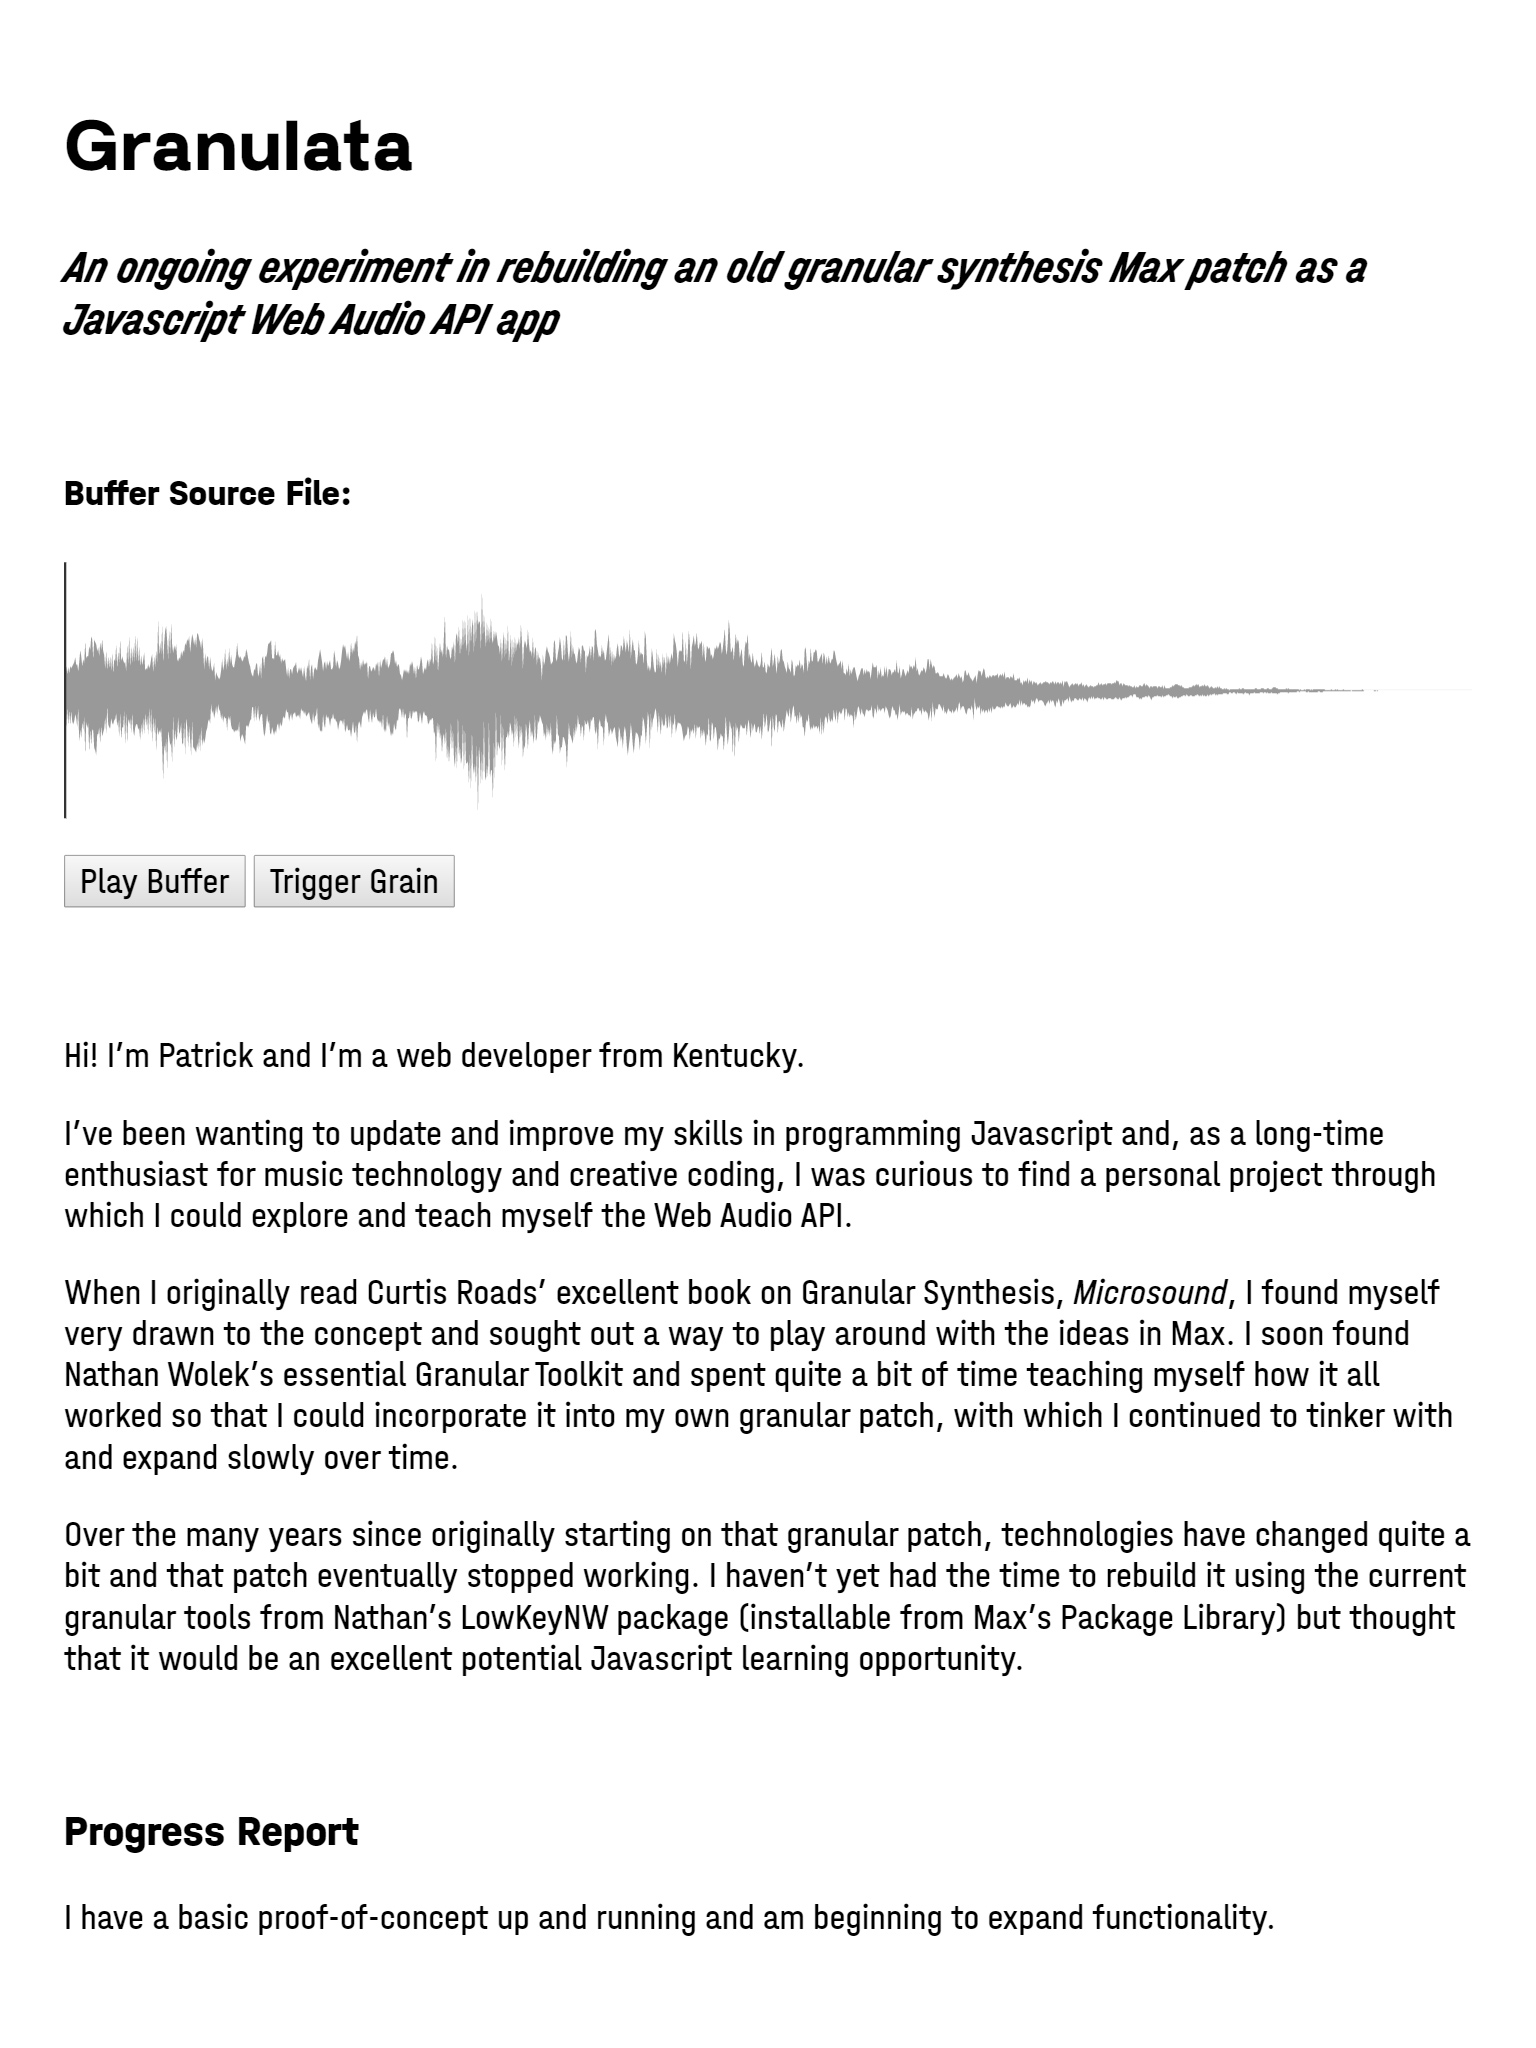 Granulata
An ongoing experiment in rebuilding an old granular synthesis Max patch as a
Javascript Web Audio API app
Buffer Source File:
Play Buffer Trigger Grain
Hi! I’m Patrick and I’m a web developer from Kentucky.
I’ve been wanting to update and improve my skills in programming Javascript and, as a long-time
enthusiast for music technology and creative coding, I was curious to find a personal project through
which I could explore and teach myself the Web Audio API.
When I originally read Curtis Roads’ excellent book on Granular Synthesis, Microsound, I found myself
very drawn to the concept and sought out a way to play around with the ideas in Max. I soon found
Nathan Wolek’s essential Granular Toolkit and spent quite a bit of time teaching myself how it all
worked so that I could incorporate it into my own granular patch, with which I continued to tinker with
and expand slowly over time.
Over the many years since originally starting on that granular patch, technologies have changed quite a
bit and that patch eventually stopped working. I haven’t yet had the time to rebuild it using the current
granular tools from Nathan’s LowKeyNW package (installable from Max’s Package Library) but thought
that it would be an excellent potential Javascript learning opportunity.
Progress Report
I have a basic proof-of-concept up and running and am beginning to expand functionality.